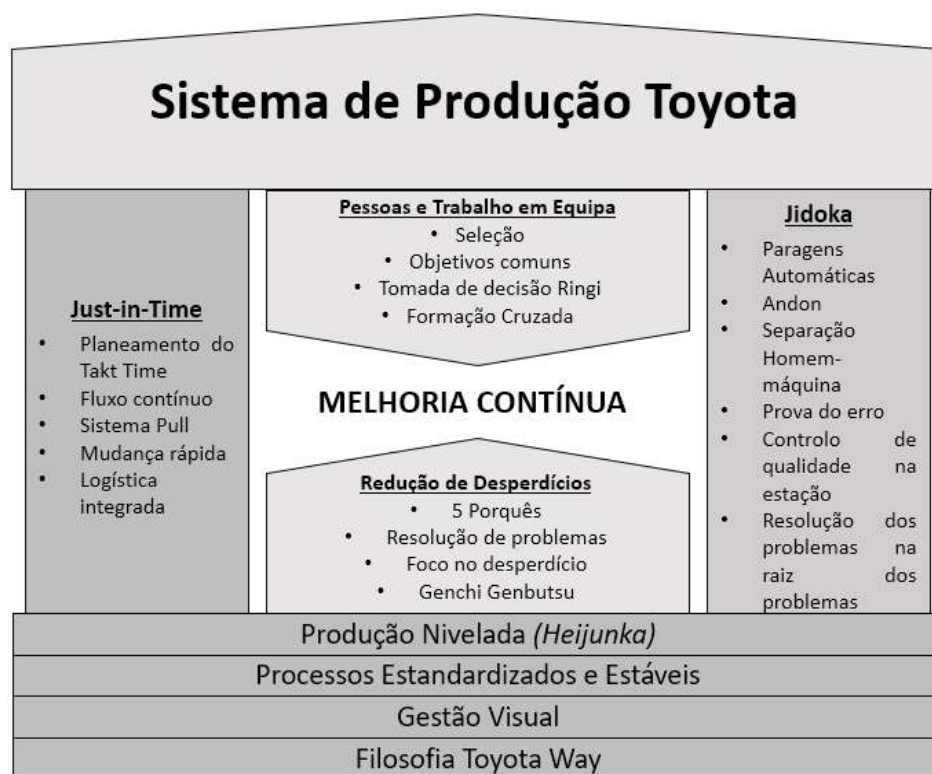 Sistema de Produção Toyota
Just-in-Time
• Planeamento do
Takt Time
• Fluxo contínuo
• Sistema Pull
• Mudança rápida
• Logística
integrada
Pessoas e Trabalho em Equipa
• Seleção
• Objetivos comuns
• Tomada de decisão Ringi
• Formação Cruzada
MELHORIA CONTÍNUA
Redução de Desperdícios
• 5 Porquês
• Resolução de problemas
• Foco no desperdício
• Genchi Genbutsu
Jidoka
• Paragens
Automáticas
• Andon
• Separação
Homem-
máquina
• Prova do erro
• Controlo de
qualidade na
estação
• Resolução dos
problemas na
raiz dos
problemas
Produção Nivelada (Heijunka)
Processos Estandardizados e Estáveis
Gestão Visual
Filosofia Toyota Way